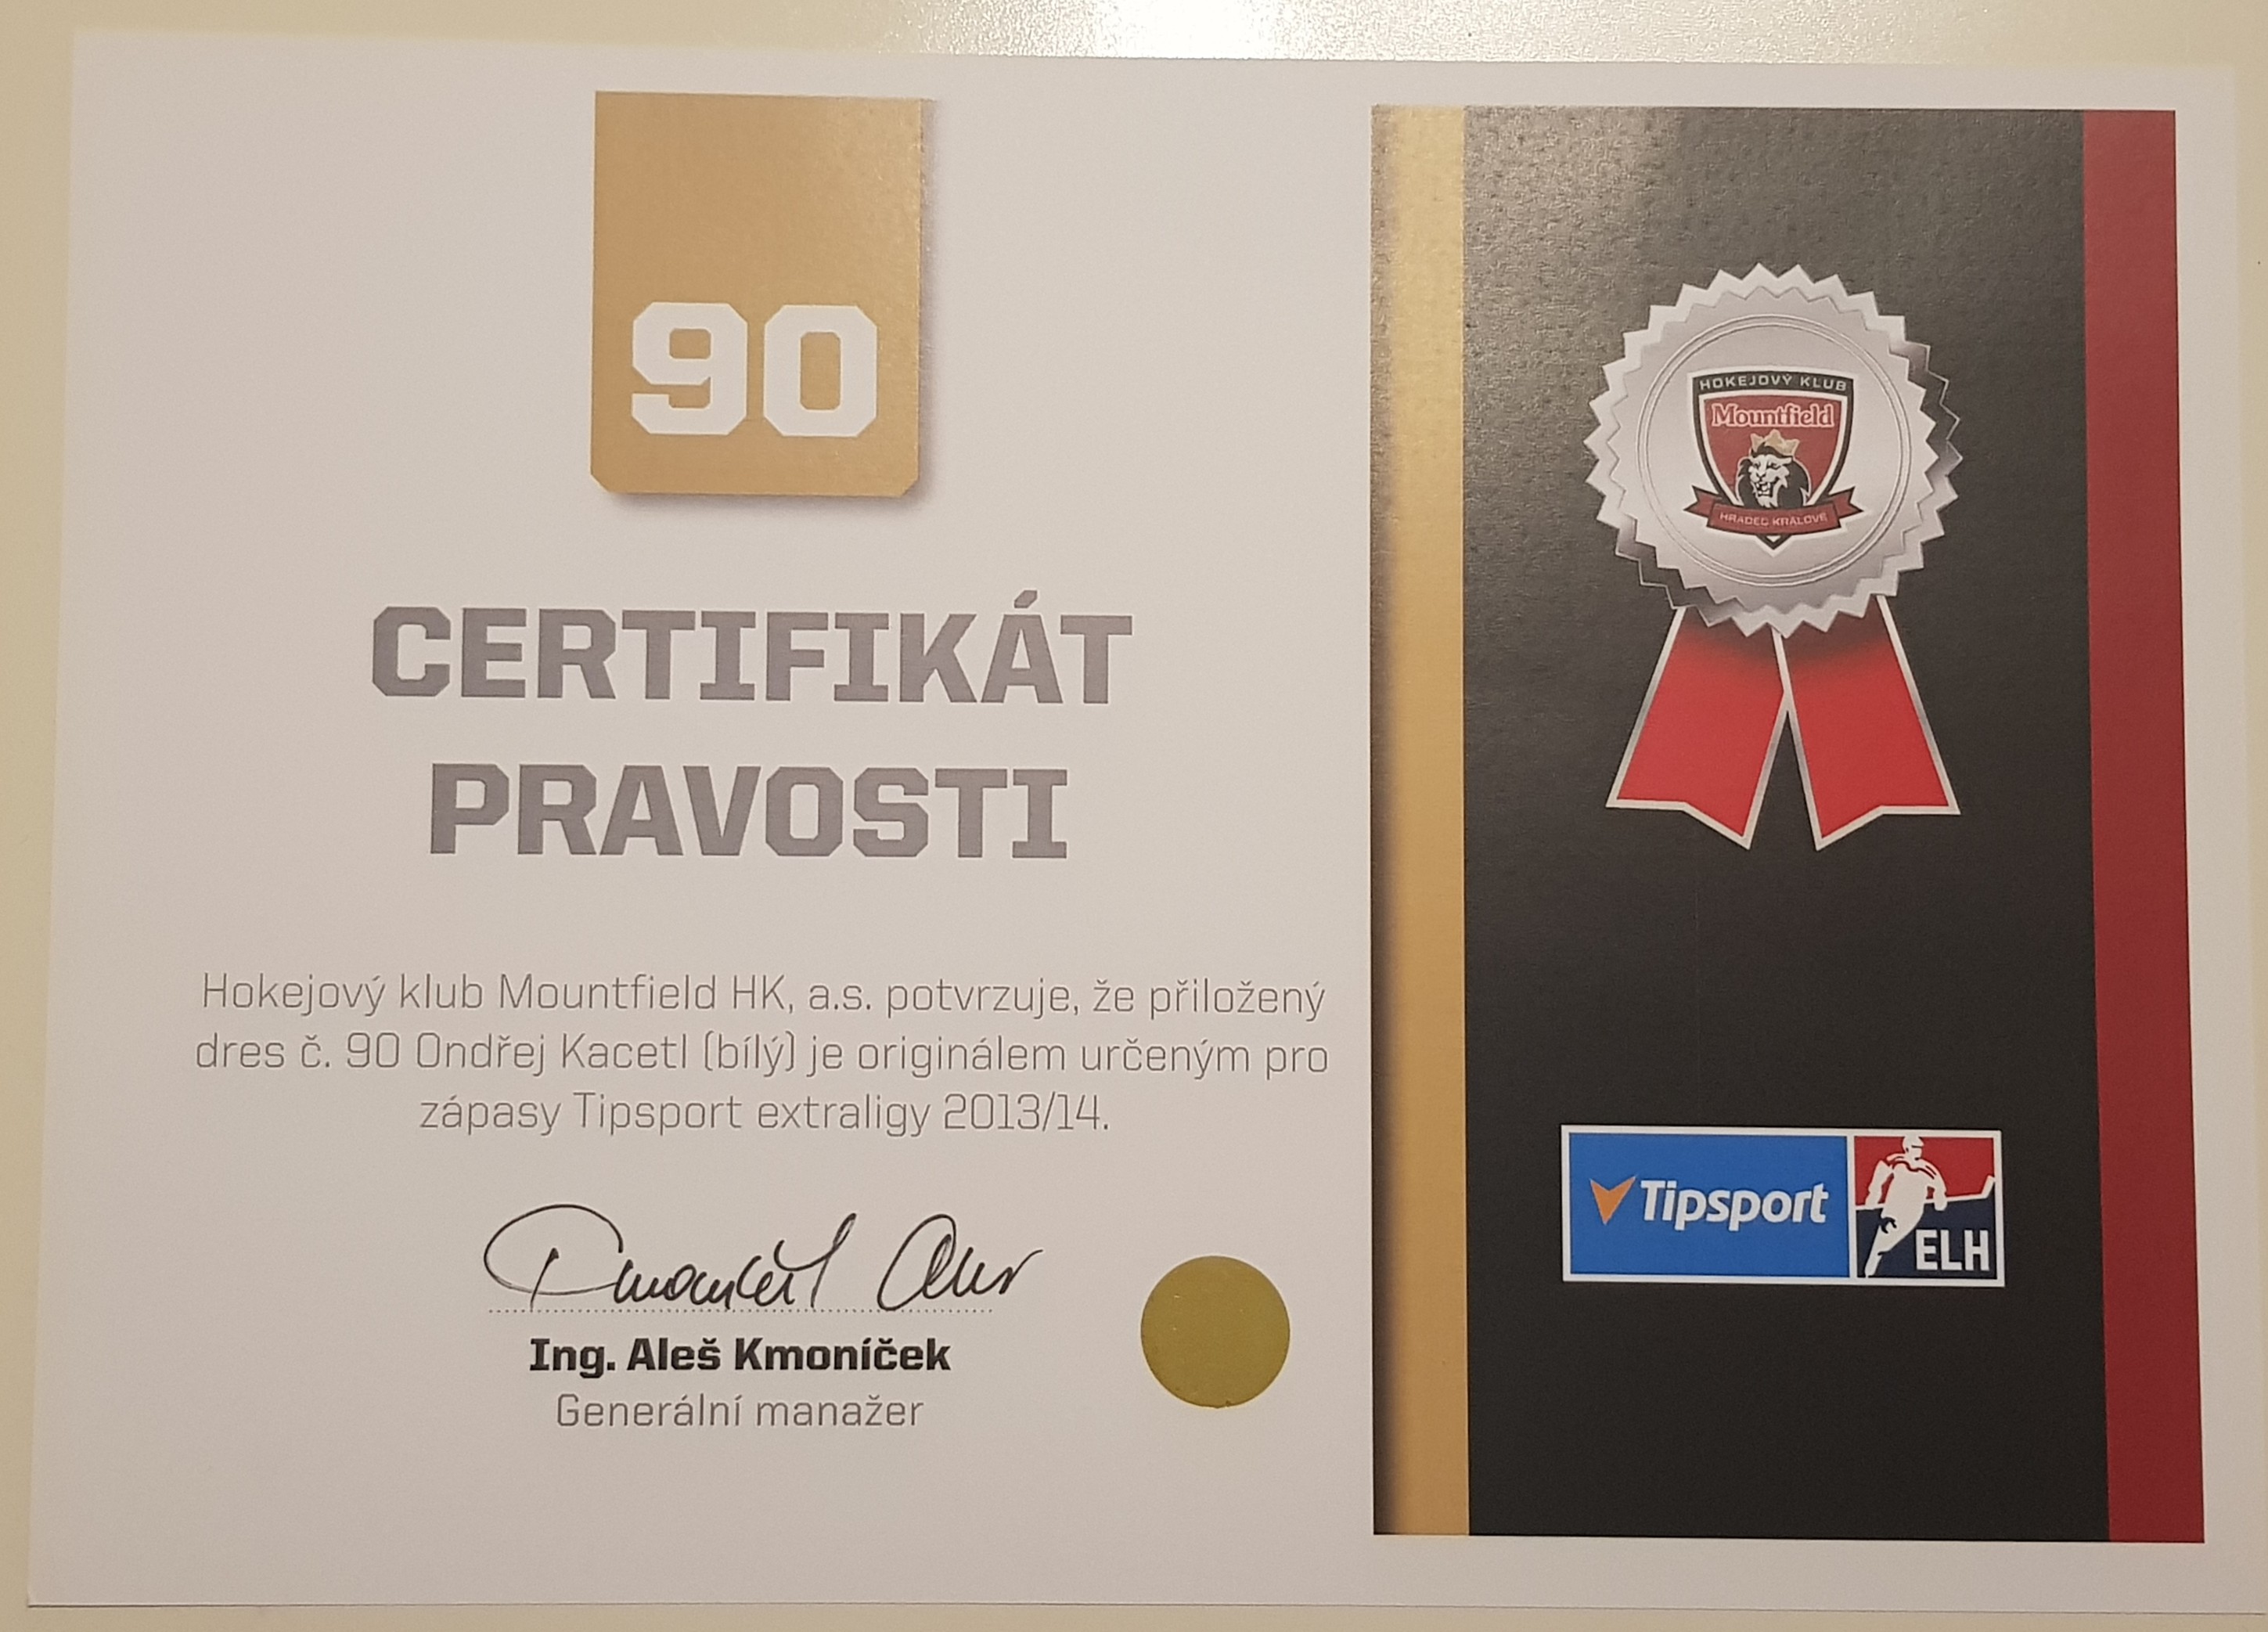 90
CERTIFIKÁT
PRAVOSTI
Hokejový klub Mountfield HK, a.s. potvrzuje, že přiložený
dres č. 90 Ondřej Kacetl (bílý) je originálem určeným pro
zápasy Tipsport extraligy 2013/14.
Ing. Aleš Kmoníček
Generální manažer
HOKEJOVÝ KLUB
Mountfield
HRADEC KRÁLOVÉ
Tipsport
ELH